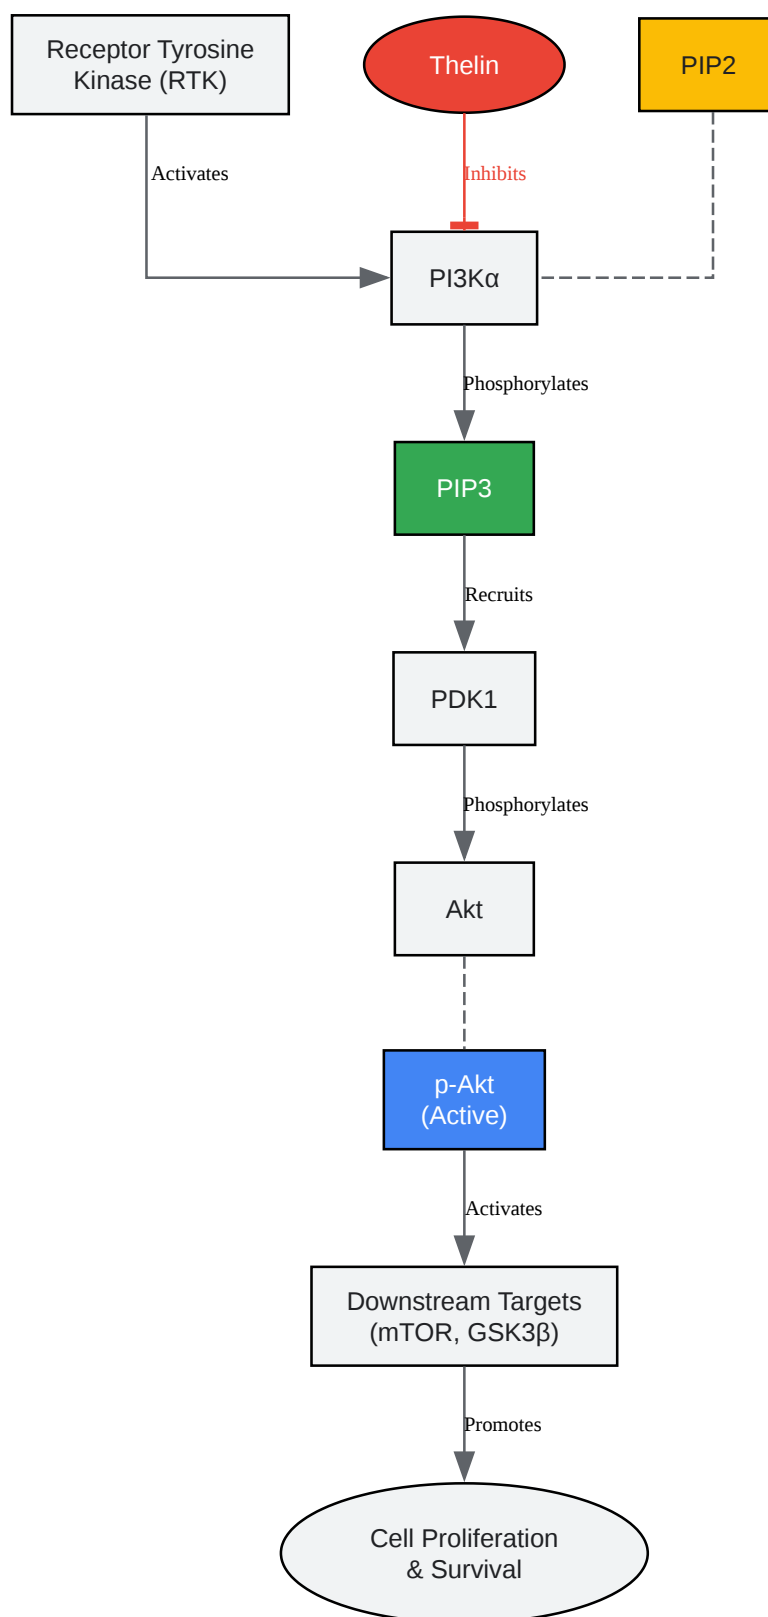 Receptor Tyrosine
Kinase (RTK)
Thelin
PIP2
Activates
Inhibits
PI3Kα
Phosphorylates
PIP3
Recruits
PDK1
Phosphorylates
Akt
p-Akt
(Active)
Activates
Downstream Targets
(mTOR, GSK3β)
Promotes
Cell Proliferation
& Survival